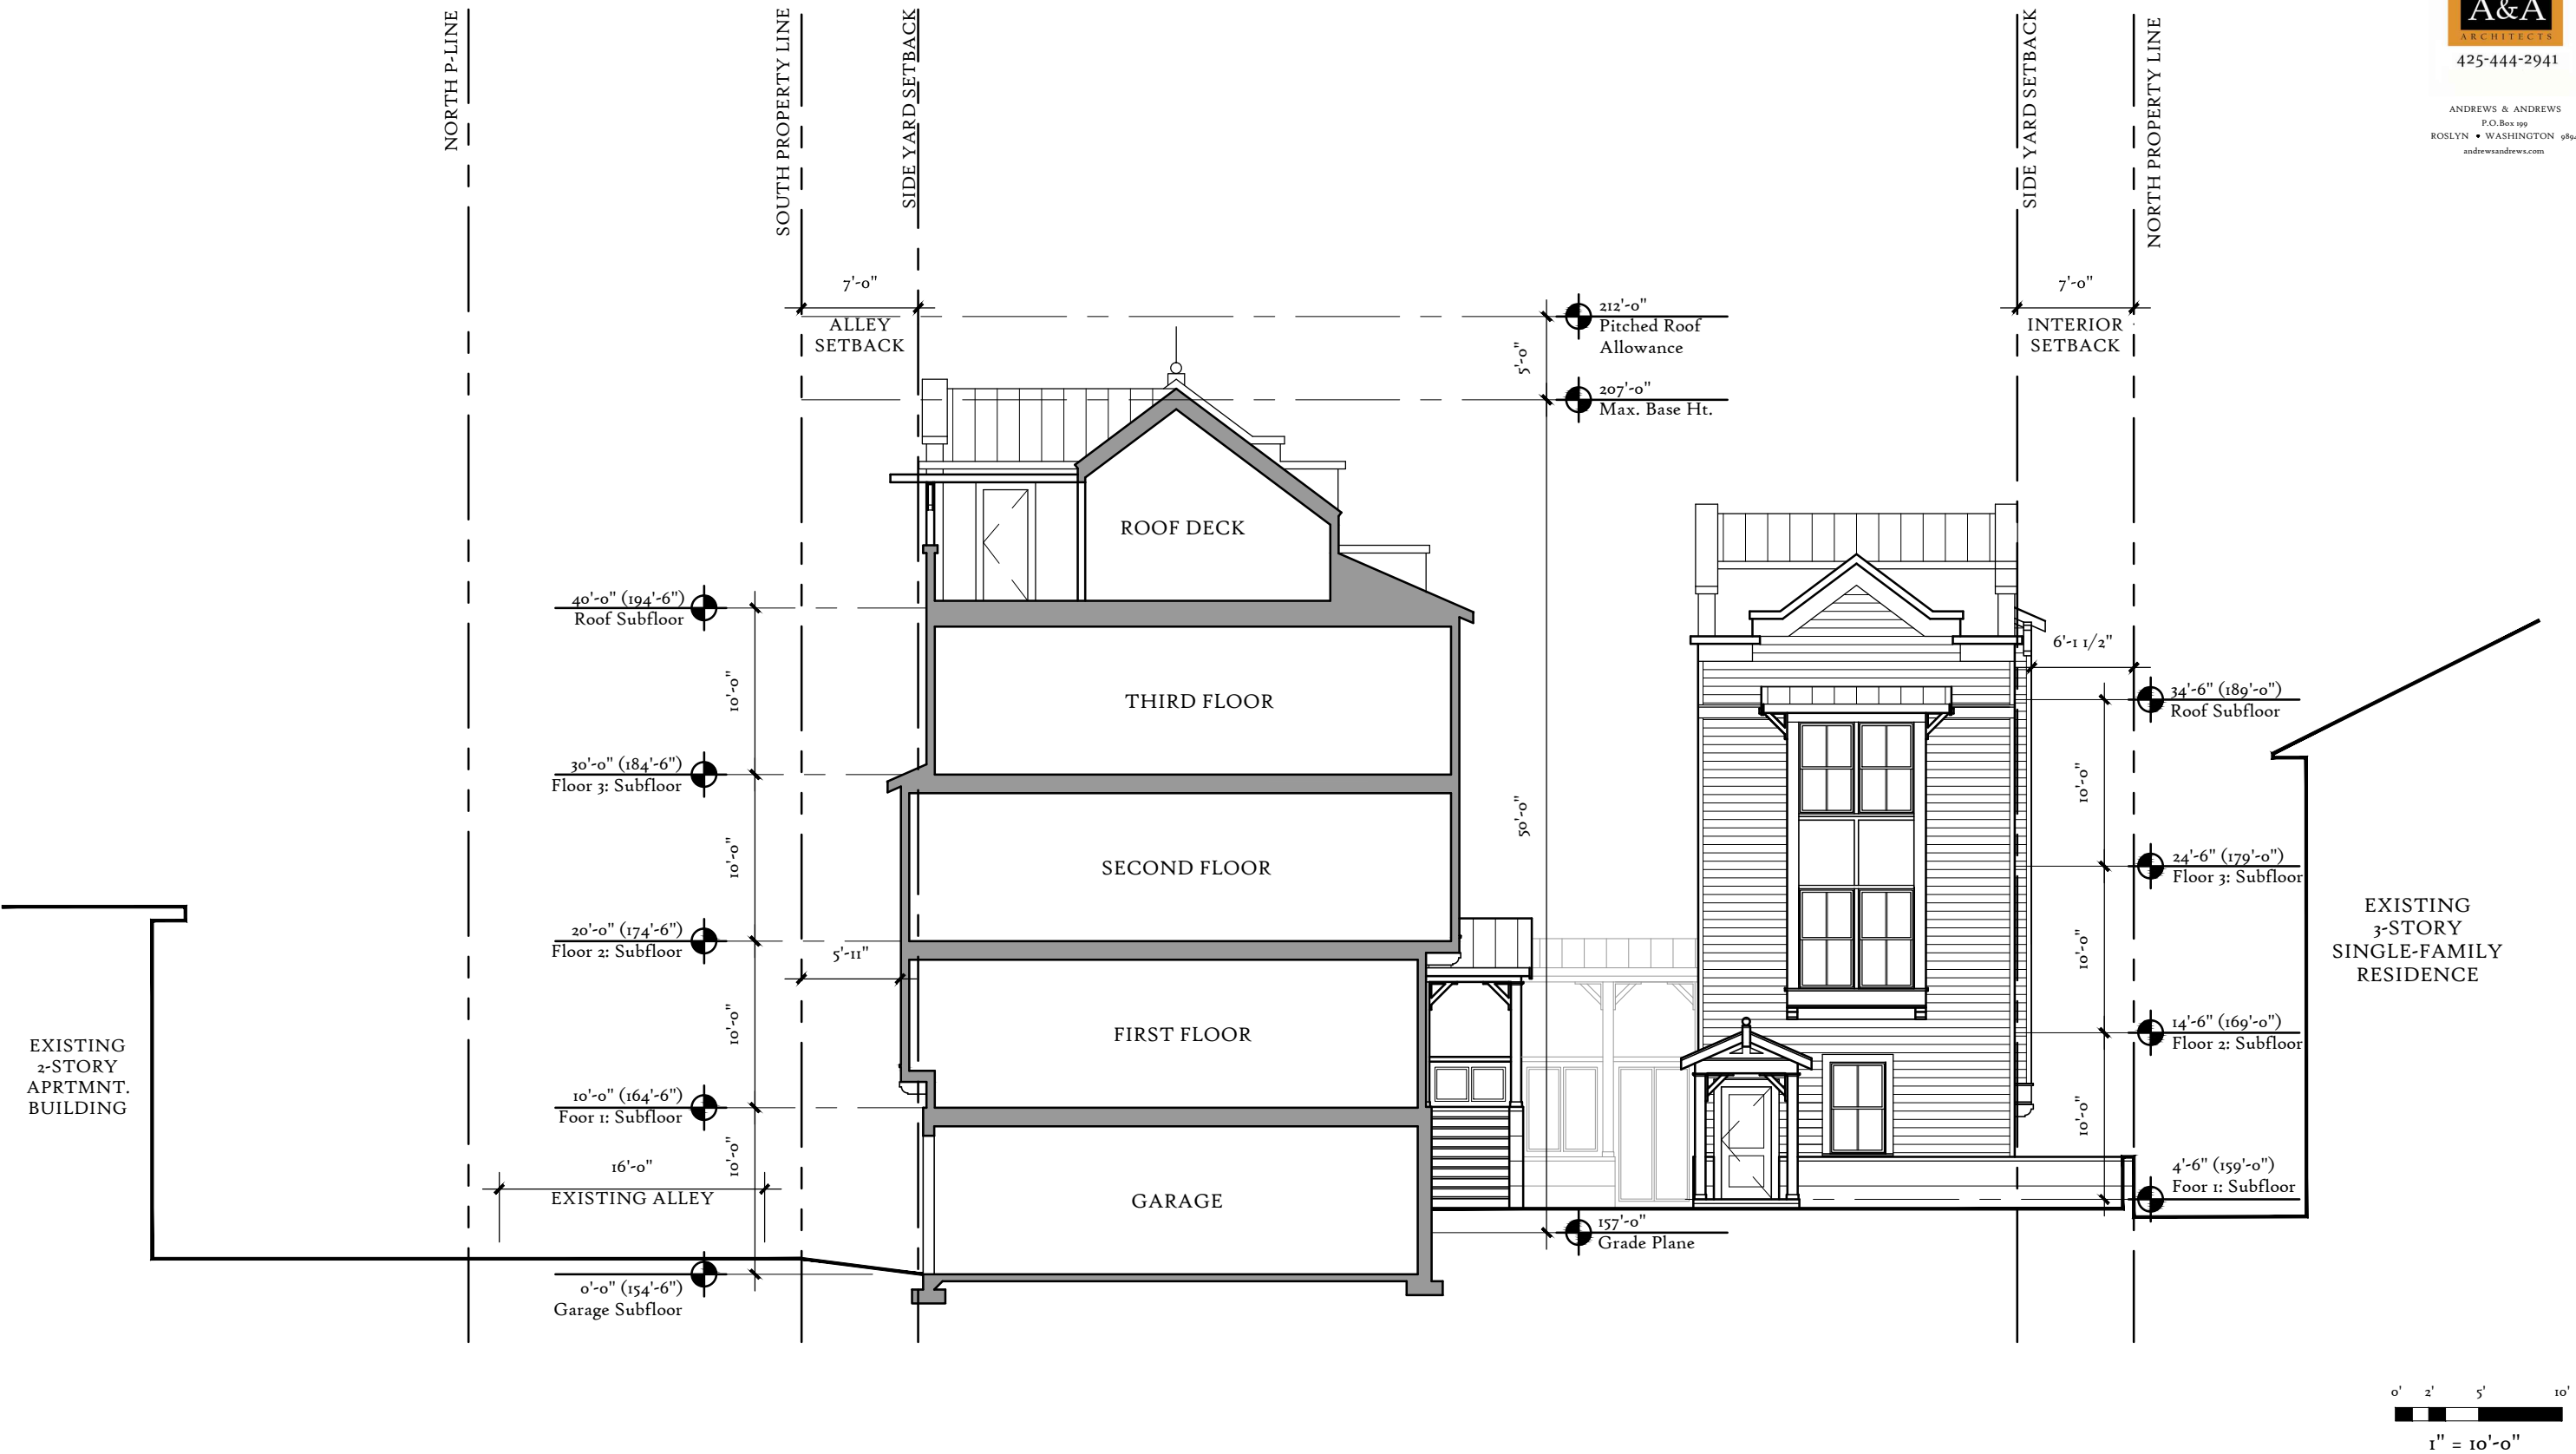 NORTH P-LINE
SOUTH PROPERTY LINE
SIDE YARD SETBACK
SIDE YARD SETBACK
NORTH PROPERTY LINE
A&A
ARCHITECTS
425-444-2941
ANDREWS & ANDREWS
P.O.Box 199
ROSLYN • WASHINGTON
andrewsandrews.com
7'-0"
ALLEY
SETBACK
212'-0"
Pitched Roof
Allowance
5'-0"
207'-0"
Max. Base Ht.
7'-0"
INTERIOR
SETBACK
ROOF DECK
40'-0" (194'-6")
Roof Subfloor
10'-0"
THIRD FLOOR
30'-0" (184'-6")
Floor 3: Subfloor
10'-0"
SECOND FLOOR
20'-0" (174'-6")
Floor 2: Subfloor
5'-11"
10'-0"
FIRST FLOOR
10'-0" (164'-6")
Foor 1: Subfloor
10'-0"
16'-0"
EXISTING ALLEY
GARAGE
0'-0" (154'-6")
Garage Subfloor
EXISTING
2-STORY
APRTMNT.
BUILDING
50'-0"
157'-0"
Grade Plane
6'-1 1/2"
34'-6" (189'-0")
Roof Subfloor
10'-0"
24'-6" (179'-0")
Floor 3: Subfloor
10'-0"
14'-6" (169'-0")
Floor 2: Subfloor
10'-0"
4'-6" (159'-0")
Foor 1: Subfloor
EXISTING
3-STORY
SINGLE-FAMILY
RESIDENCE
0' 2' 5' 10'
1" = 10'-0"